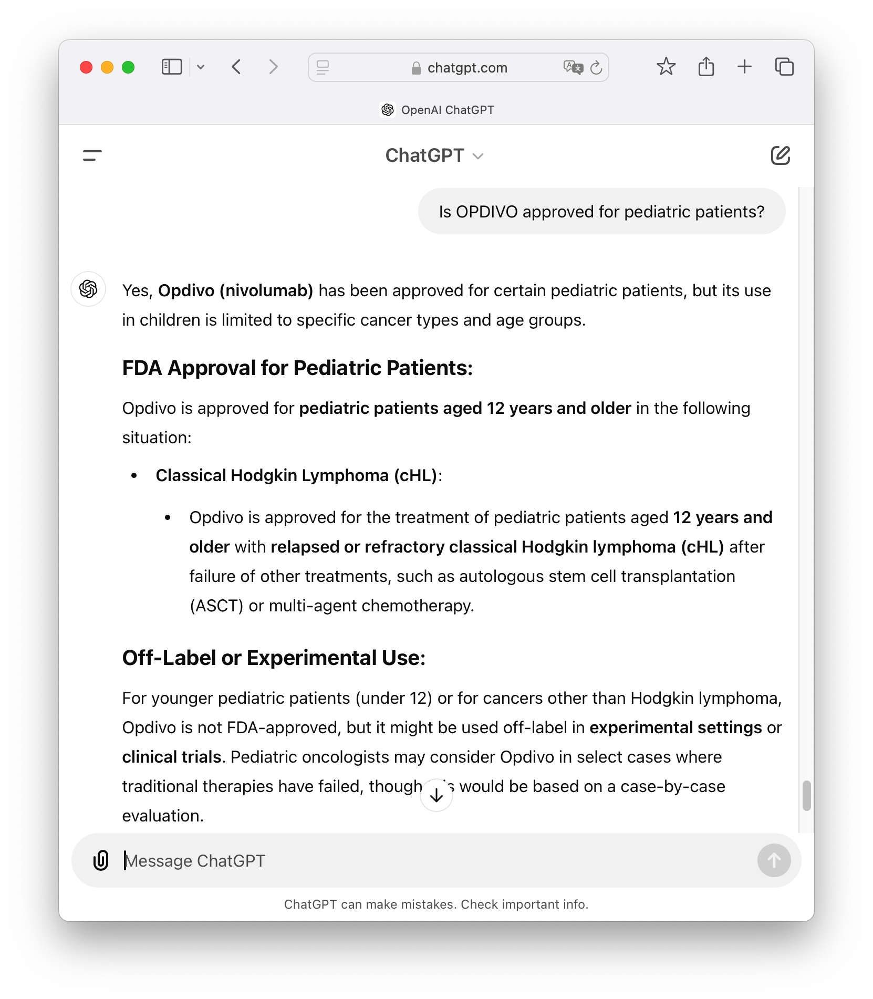 chatgpt.com
OpenAI ChatGPT
ChatGPT
Is OPDIVO approved for pediatric patients?
Yes, Opdivo (nivolumab) has been approved for certain pediatric patients, but its use
in children is limited to specific cancer types and age groups.
FDA Approval for Pediatric Patients:
Opdivo is approved for pediatric patients aged 12 years and older in the following
situation:
• Classical Hodgkin Lymphoma (cHL):
• Opdivo is approved for the treatment of pediatric patients aged 12 years and
older with relapsed or refractory classical Hodgkin lymphoma (cHL) after
failure of other treatments, such as autologous stem cell transplantation
(ASCT) or multi-agent chemotherapy.
Off-Label or Experimental Use:
For younger pediatric patients (under 12) or for cancers other than Hodgkin lymphoma,
Opdivo is not FDA-approved, but it might be used off-label in experimental settings or
clinical trials. Pediatric oncologists may consider Opdivo in select cases where
traditional therapies have failed, though would be based on a case-by-case
evaluation.
Message ChatGPT
ChatGPT can make mistakes. Check important info.